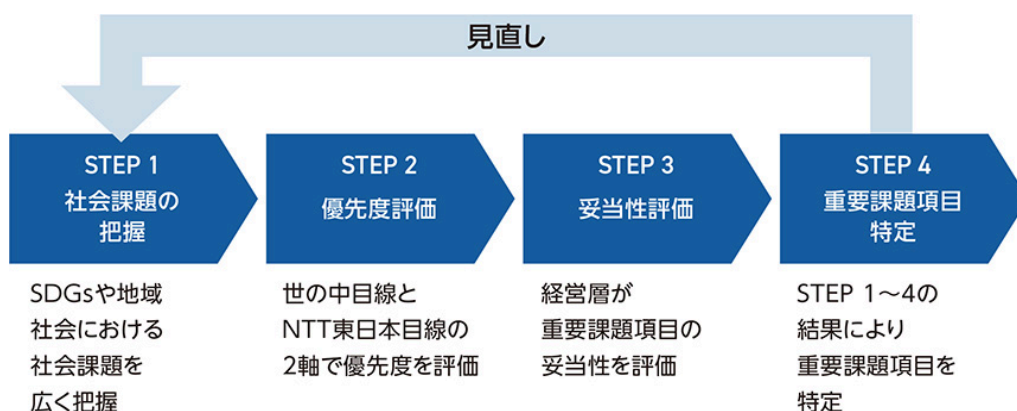 見直し
STEP 1
社会課題の
把握
SDGsや地域
社会における
社会課題を
広く把握
STEP 2
優先度評価
世の中目線と
NTT東日本目線の
2軸で優先度を評価
STEP 3
妥当性評価
経営層が
重要課題項目の
妥当性を評価
STEP 4
重要課題項目
特定
STEP 1～4の
結果により
重要課題項目を
特定